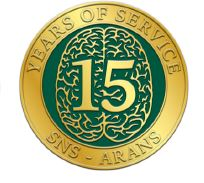 YEARS OF SERVICE
15
SNS - ARANS